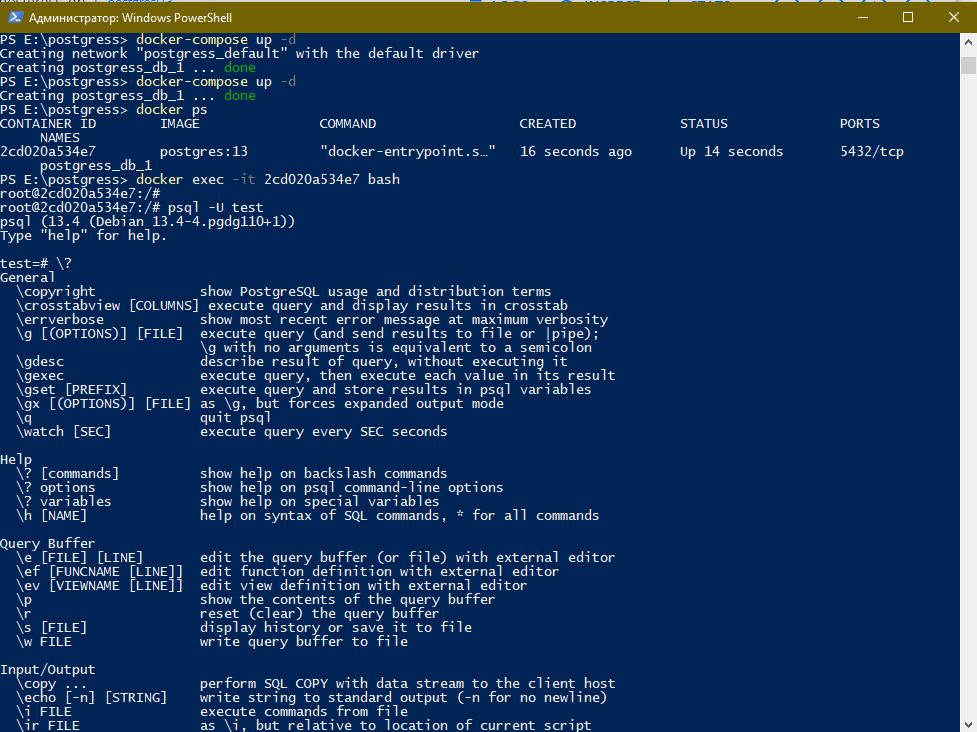 Администратор: Windows PowerShell
PS E:\postgress> docker-compose up -d
Creating network "postgress_default" with the default driver
Creating postgress_db_1 ... done
PS E:\postgress> docker-compose up -d
Creating postgress_db_1 ... done
PS E:\postgress> docker ps
CONTAINER ID        IMAGE               COMMAND                  CREATED             STATUS              PORTS
     NAMES
2cd020a534e7        postgres:13         "docker-entrypoint.s…"   16 seconds ago      Up 14 seconds       5432/tcp
     postgress_db_1
PS E:\postgress> docker exec -it 2cd020a534e7 bash
root@2cd020a534e7:/#
root@2cd020a534e7:/# psql -U test
psql (13.4 (Debian 13.4-4.pgdg110+1))
Type "help" for help.

test=# \?
General
  \copyright             show PostgreSQL usage and distribution terms
  \crosstabview [COLUMNS] execute query and display results in crosstab
  \errverbose            show most recent error message at maximum verbosity
  \g [(OPTIONS)] [FILE]  execute query (and send results to file or |pipe);
                         \g with no arguments is equivalent to a semicolon
  \gdesc                 describe result of query, without executing it
  \gexec                 execute query, then execute each value in its result
  \gset [PREFIX]         execute query and store results in psql variables
  \gx [(OPTIONS)] [FILE] as \g, but forces expanded output mode
  \q                     quit psql
  \watch [SEC]           execute query every SEC seconds

Help
  \? [commands]          show help on backslash commands
  \? options             show help on psql command-line options
  \? variables           show help on special variables
  \h [NAME]              help on syntax of SQL commands, * for all commands

Query Buffer
  \e [FILE] [LINE]       edit the query buffer (or file) with external editor
  \ef [FUNCNAME [LINE]]  edit function definition with external editor
  \ev [VIEWNAME [LINE]]  edit view definition with external editor
  \p                     show the contents of the query buffer
  \r                     reset (clear) the query buffer
  \s [FILE]              display history or save it to file
  \w FILE                write query buffer to file

Input/Output
  \copy ...              perform SQL COPY with data stream to the client host
  \echo [-n] [STRING]    write string to standard output (-n for no newline)
  \i FILE                execute commands from file
  \ir FILE               as \i, but relative to location of current script